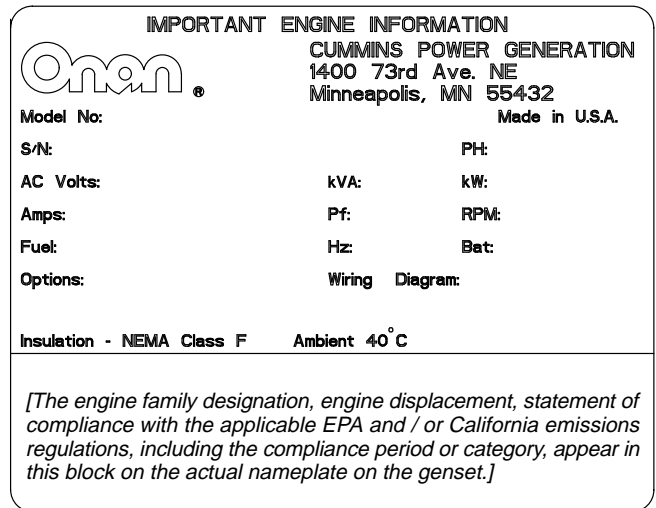 IMPORTANT ENGINE INFORMATION
Onan ®
CUMMINS POWER GENERATION
1400 73rd Ave. NE
Minneapolis, MN 55432
Model No: Made in U.S.A.
S/N: PH:
AC Volts: kVA: kW:
Amps: Pf: RPM:
Fuel: Hz: Bat:
Options: Wiring Diagram:
Insulation - NEMA Class F Ambient 40°C
[The engine family designation, engine displacement, statement of
compliance with the applicable EPA and / or California emissions
regulations, including the compliance period or category, appear in
this block on the actual nameplate on the genset.]